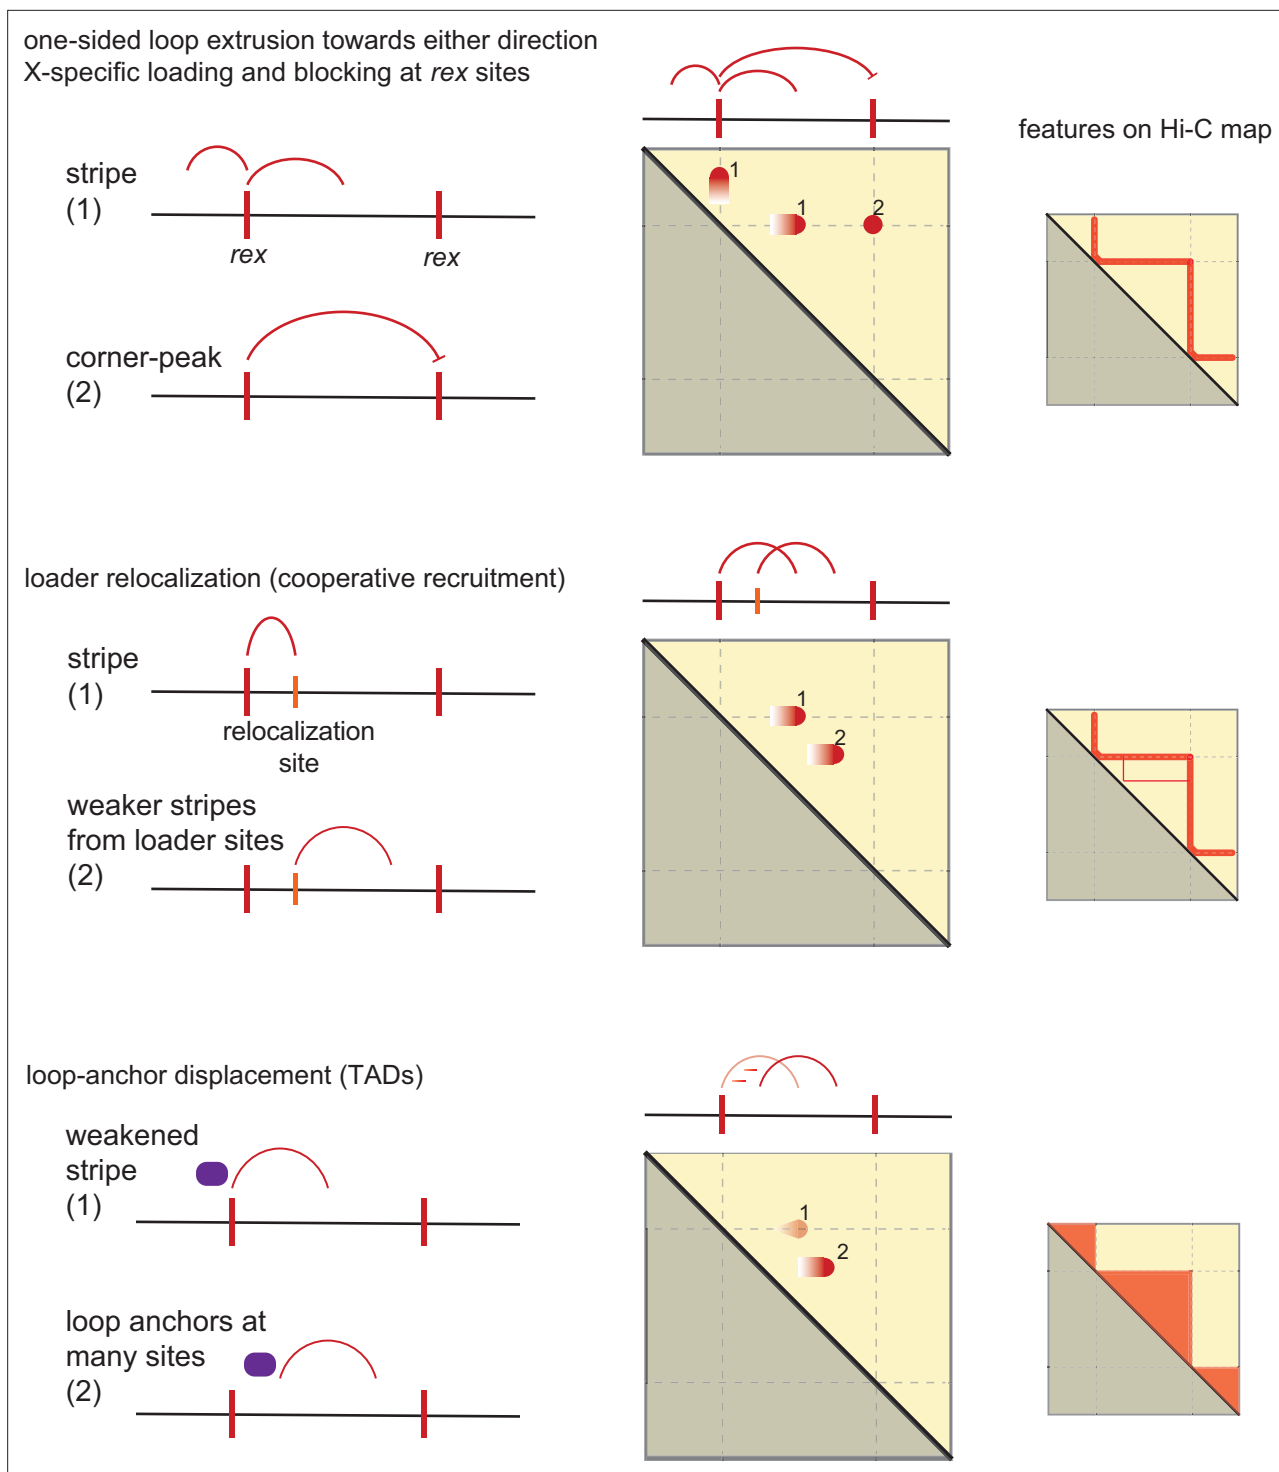 one-sided loop extrusion towards either direction
X-specific loading and blocking at rex sites
features on Hi-C map
stripe
(1)
rex
rex
corner-peak
(2)
1
1
2
loader relocalization (cooperative recruitment)
stripe
(1)
relocalization
site
weaker stripes
from loader sites
(2)
1
2
loop-anchor displacement (TADs)
weakened
stripe
(1)
loop anchors at
many sites
(2)
1
2